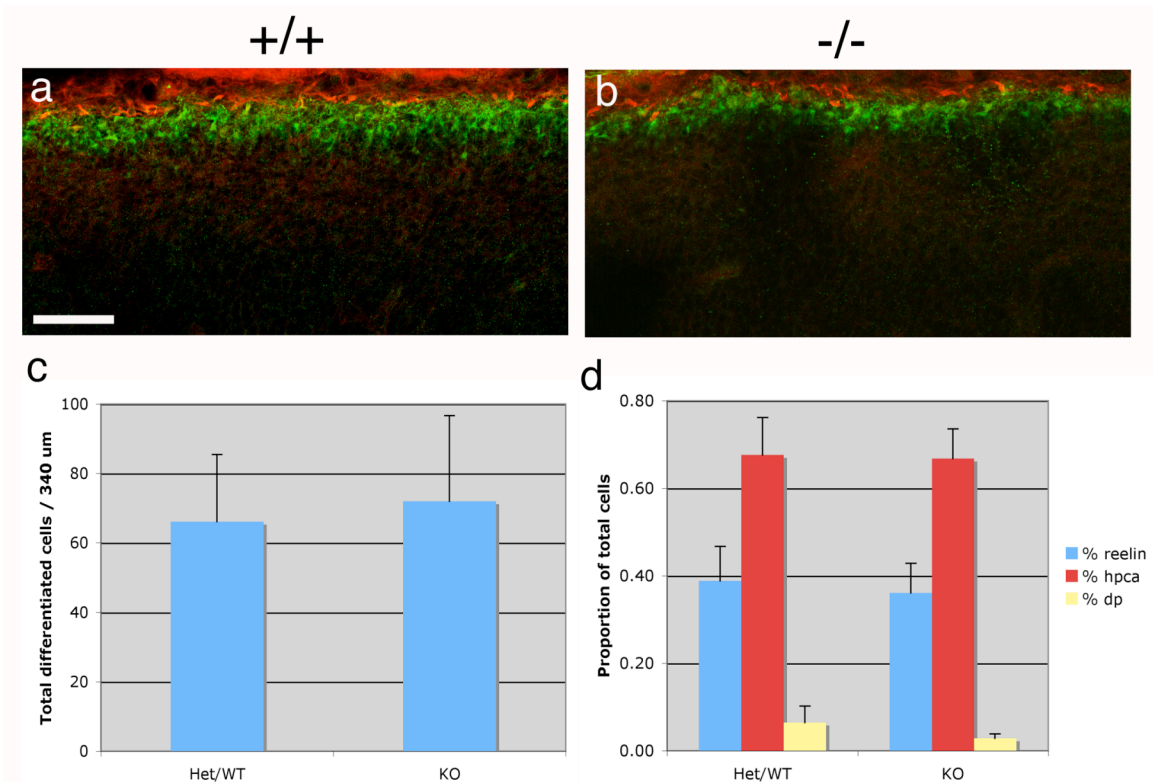 +/+
-/-
a
b
c
Total differentiated cells / 340 um
100
80
60
40
20
0
Het/WT
KO
d
Proportion of total cells
0.80
0.60
0.40
0.20
0.00
Het/WT
KO
% reelin
% hpca
% dp